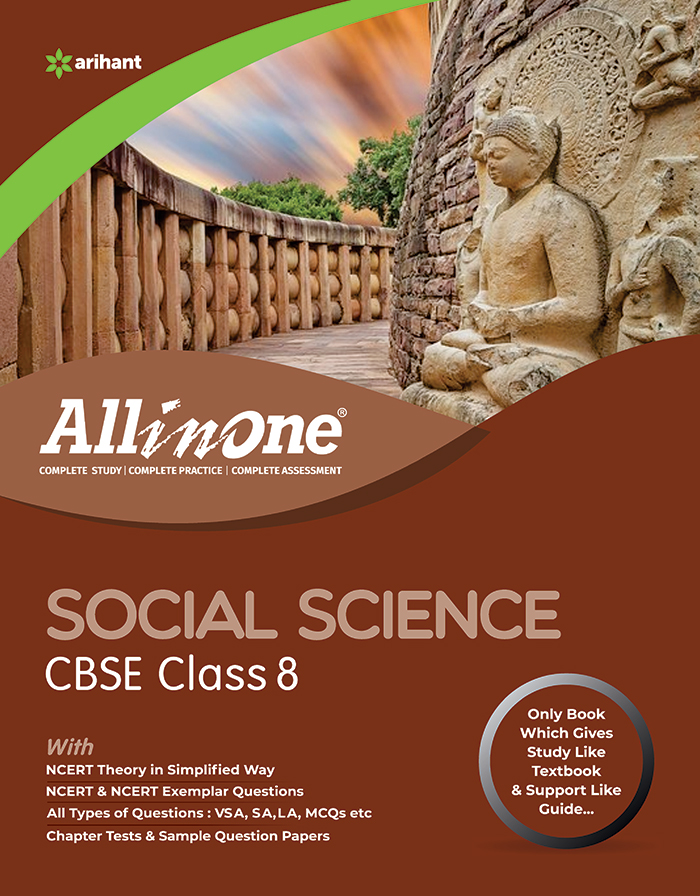 arihant
All in One®
COMPLETE STUDY | COMPLETE PRACTICE | COMPLETE ASSESSMENT
SOCIAL SCIENCE
CBSE Class 8
With
NCERT Theory in Simplified Way
NCERT & NCERT Exemplar Questions
All Types of Questions : VSA, SA, LA, MCQs etc
Chapter Tests & Sample Question Papers
Only Book
Which Gives
Study Like
Textbook
& Support Like
Guide...